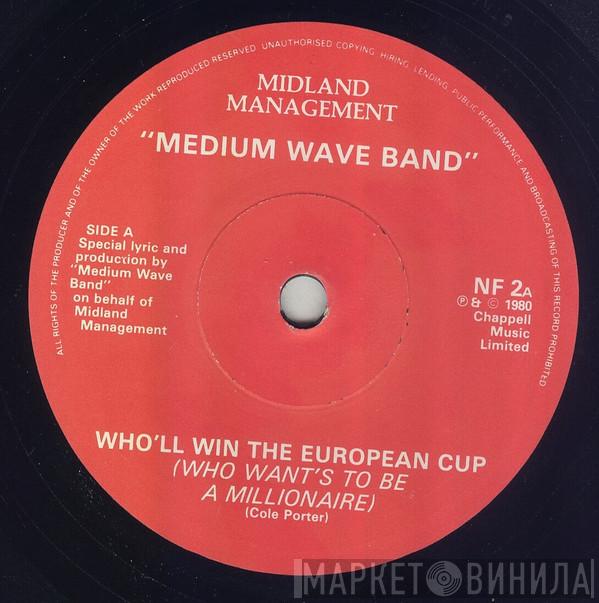 ALL RIGHTS OF THE PRODUCER AND OF THE OWNER OF THE WORK REPRODUCED RESERVED UNAUTHORISED COPYING, HIRING, LENDING, PUBLIC PERFORMANCE AND BROADCASTING OF THIS RECORD PROHIBITED
MIDLAND
MANAGEMENT
"MEDIUM WAVE BAND"
SIDE A
Special lyric and
production by
"Medium Wave
Band"
on behalf of
Midland
Management
NF 2A
℗ & © 1980
Chappell
Music
Limited
WHO'LL WIN THE EUROPEAN CUP
(WHO WANT'S TO BE
A MILLIONAIRE)
(Cole Porter)
МАРКЕТ ВИНИЛА